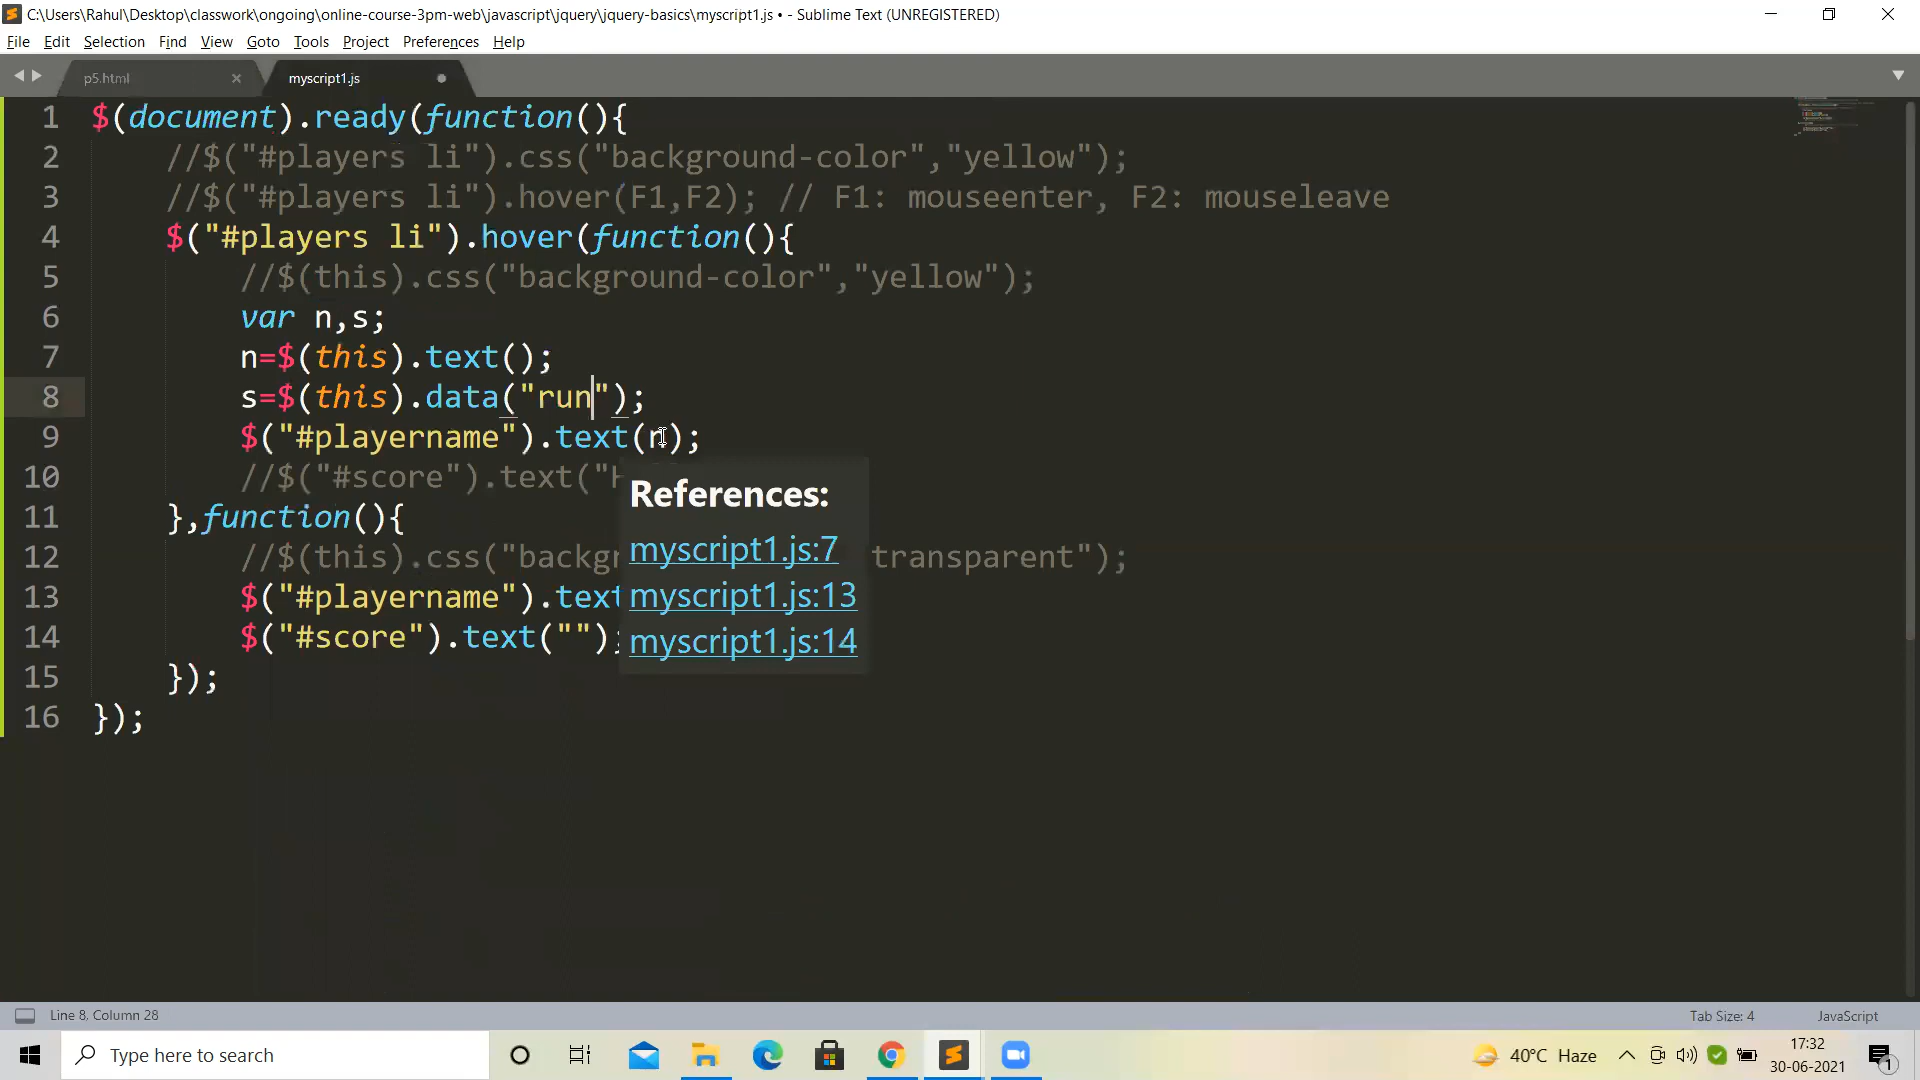 C:\Users\Rahul\Desktop\classwork\ongoing\online-course-3pm-web\javascript\jquery\jquery-basics\myscript1.js • - Sublime Text (UNREGISTERED)
File Edit Selection Find View Goto Tools Project Preferences Help
p5.html myscript1.js
1 $(document).ready(function(){
2 //$("#players li").css("background-color","yellow");
3 //$("#players li").hover(F1,F2); // F1: mouseenter, F2: mouseleave
4 $("#players li").hover(function(){
5 //$(this).css("background-color","yellow");
6 var n,s;
7 n=$(this).text();
8 s=$(this).data("run");
9 $("#playername").text(n);
10 //$("#score").text("
References:
11 },function(){
myscript1.js:7
12 //$(this).css("backg transparent");
13 $("#playername").text
myscript1.js:13
14 $("#score").text("");
myscript1.js:14
15 });
16 });
Line 8, Column 28 Tab Size: 4 JavaScript
Type here to search
40°C Haze
17:32
30-06-2021
1